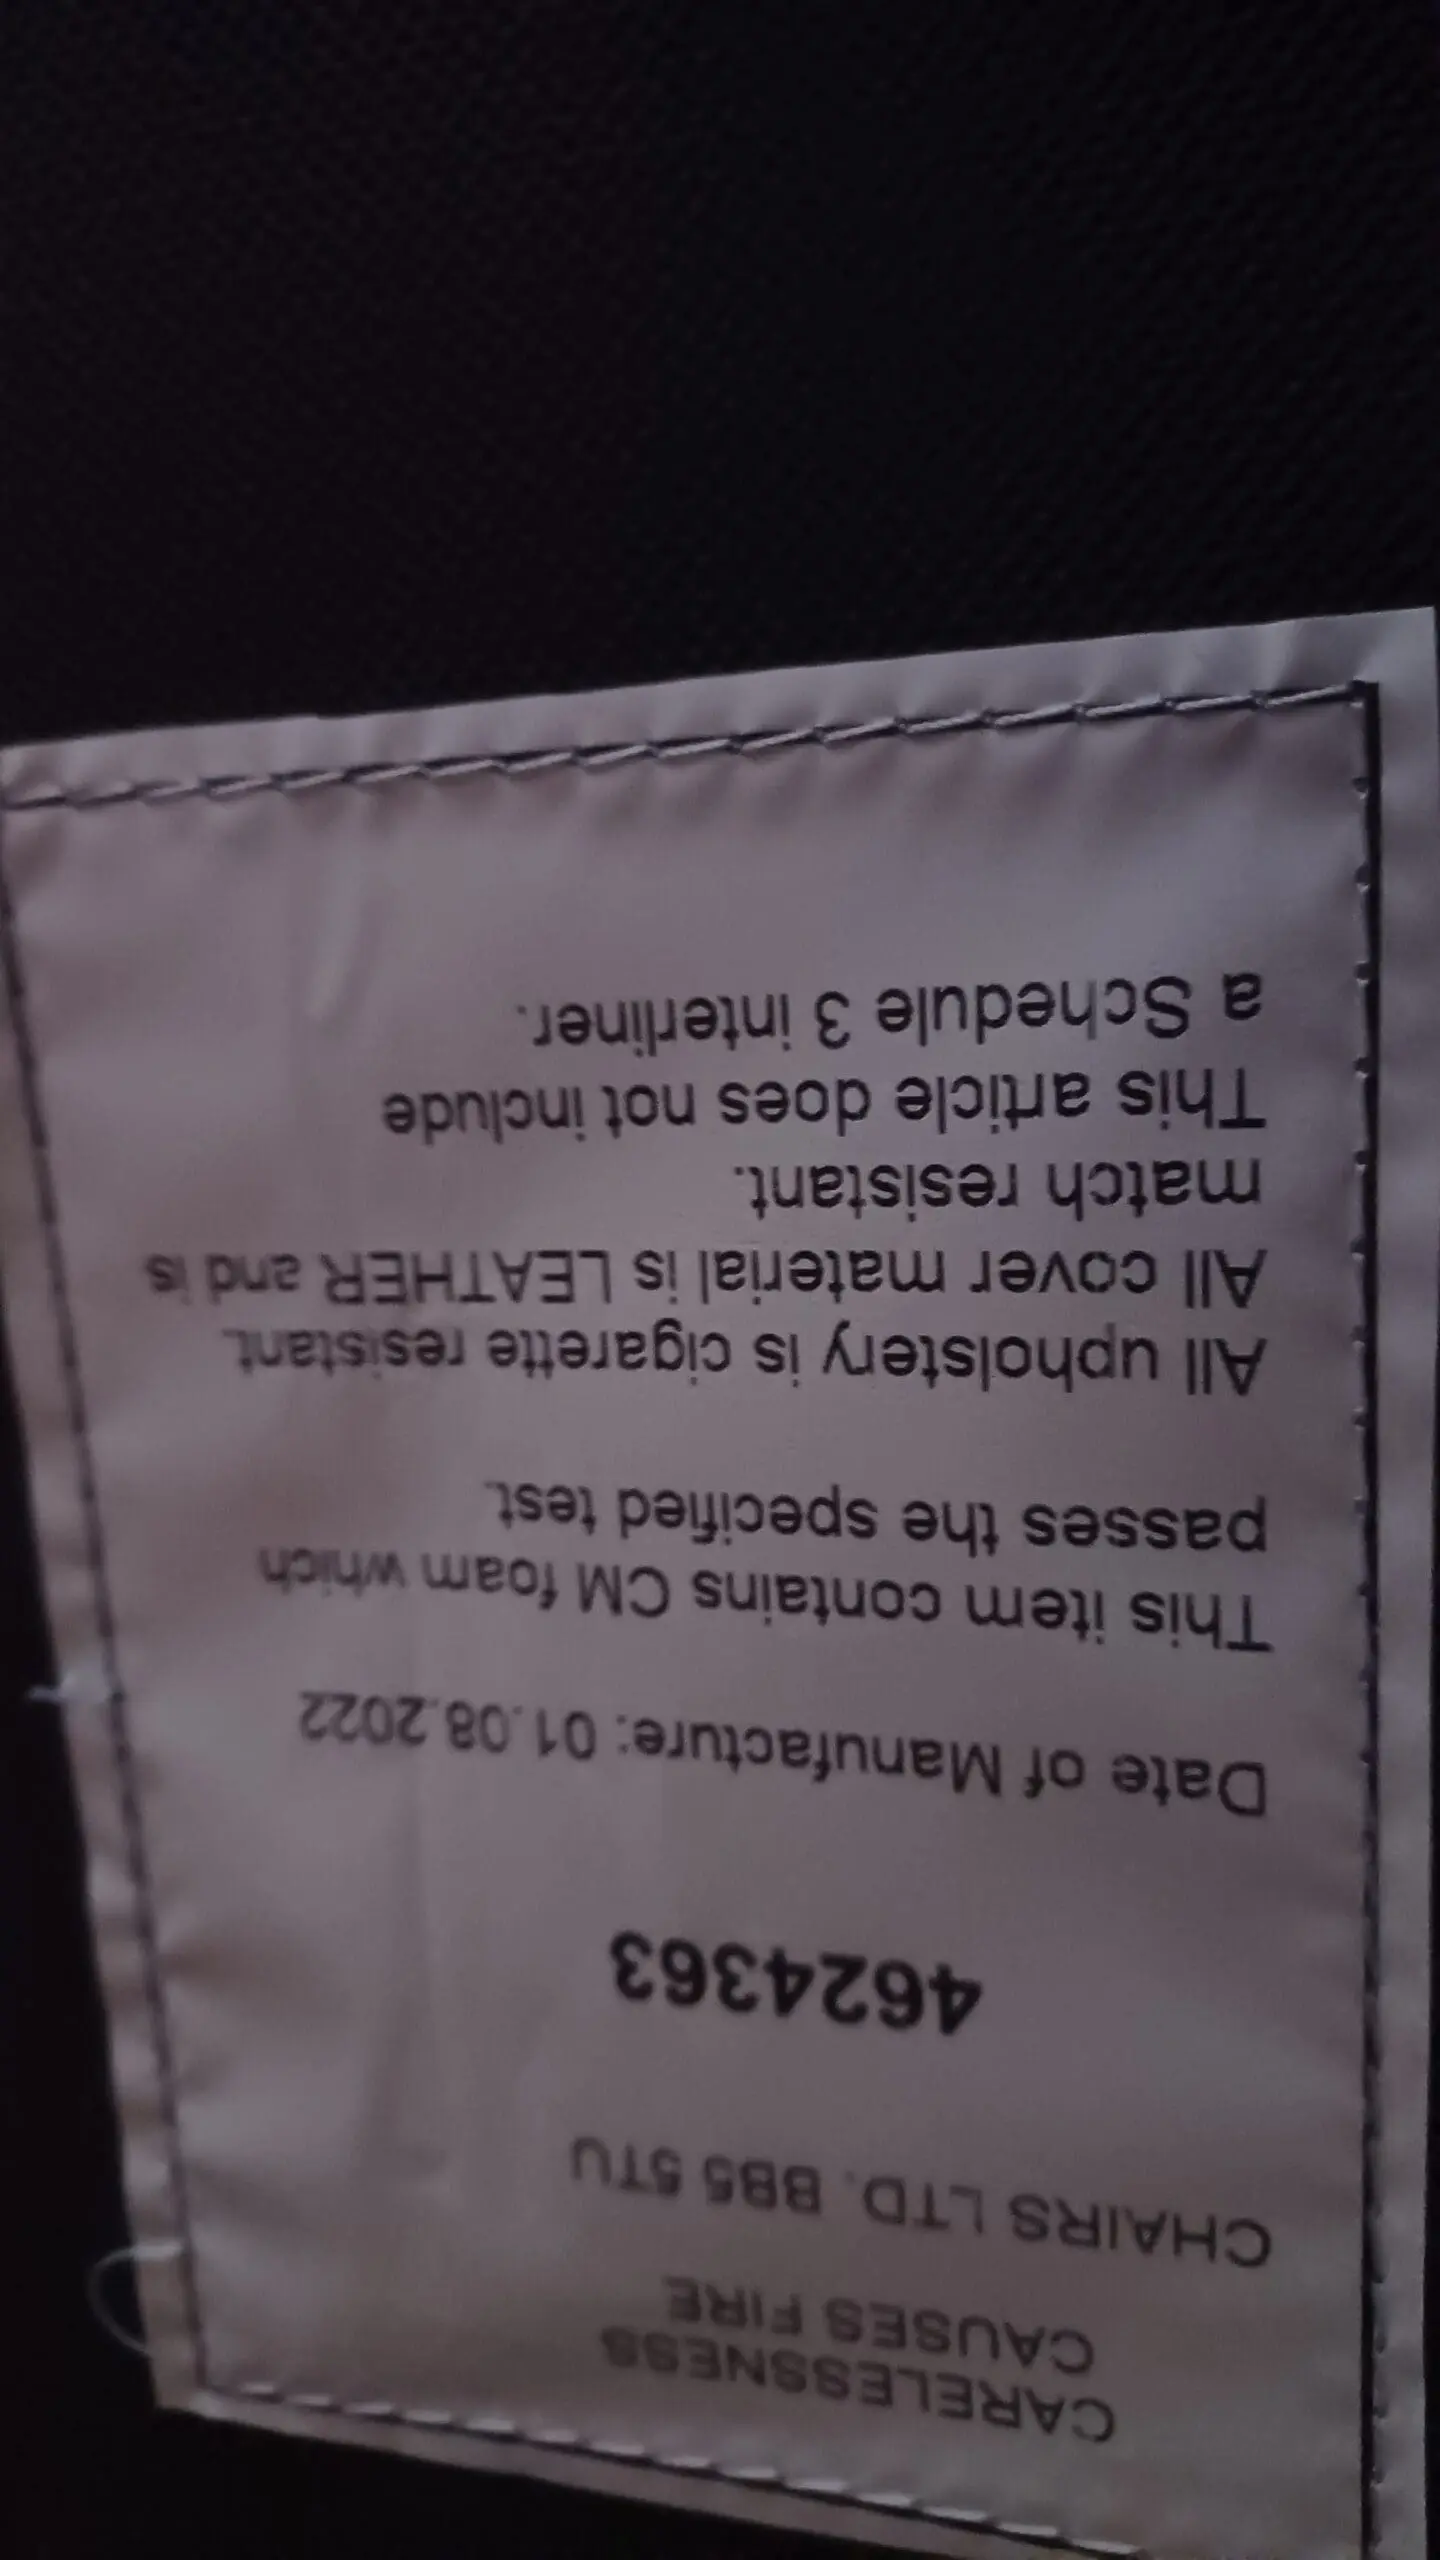 CARELESSNESS
CAUSES FIRE
CHAIRS LTD. BB5 5TU
4624363
Date of Manufacture: 01.08.2022
This item contains CM foam which
passes the specified test.
All upholstery is cigarette resistant.
All cover material is LEATHER and is
match resistant.
This article does not include
a Schedule 3 interliner.